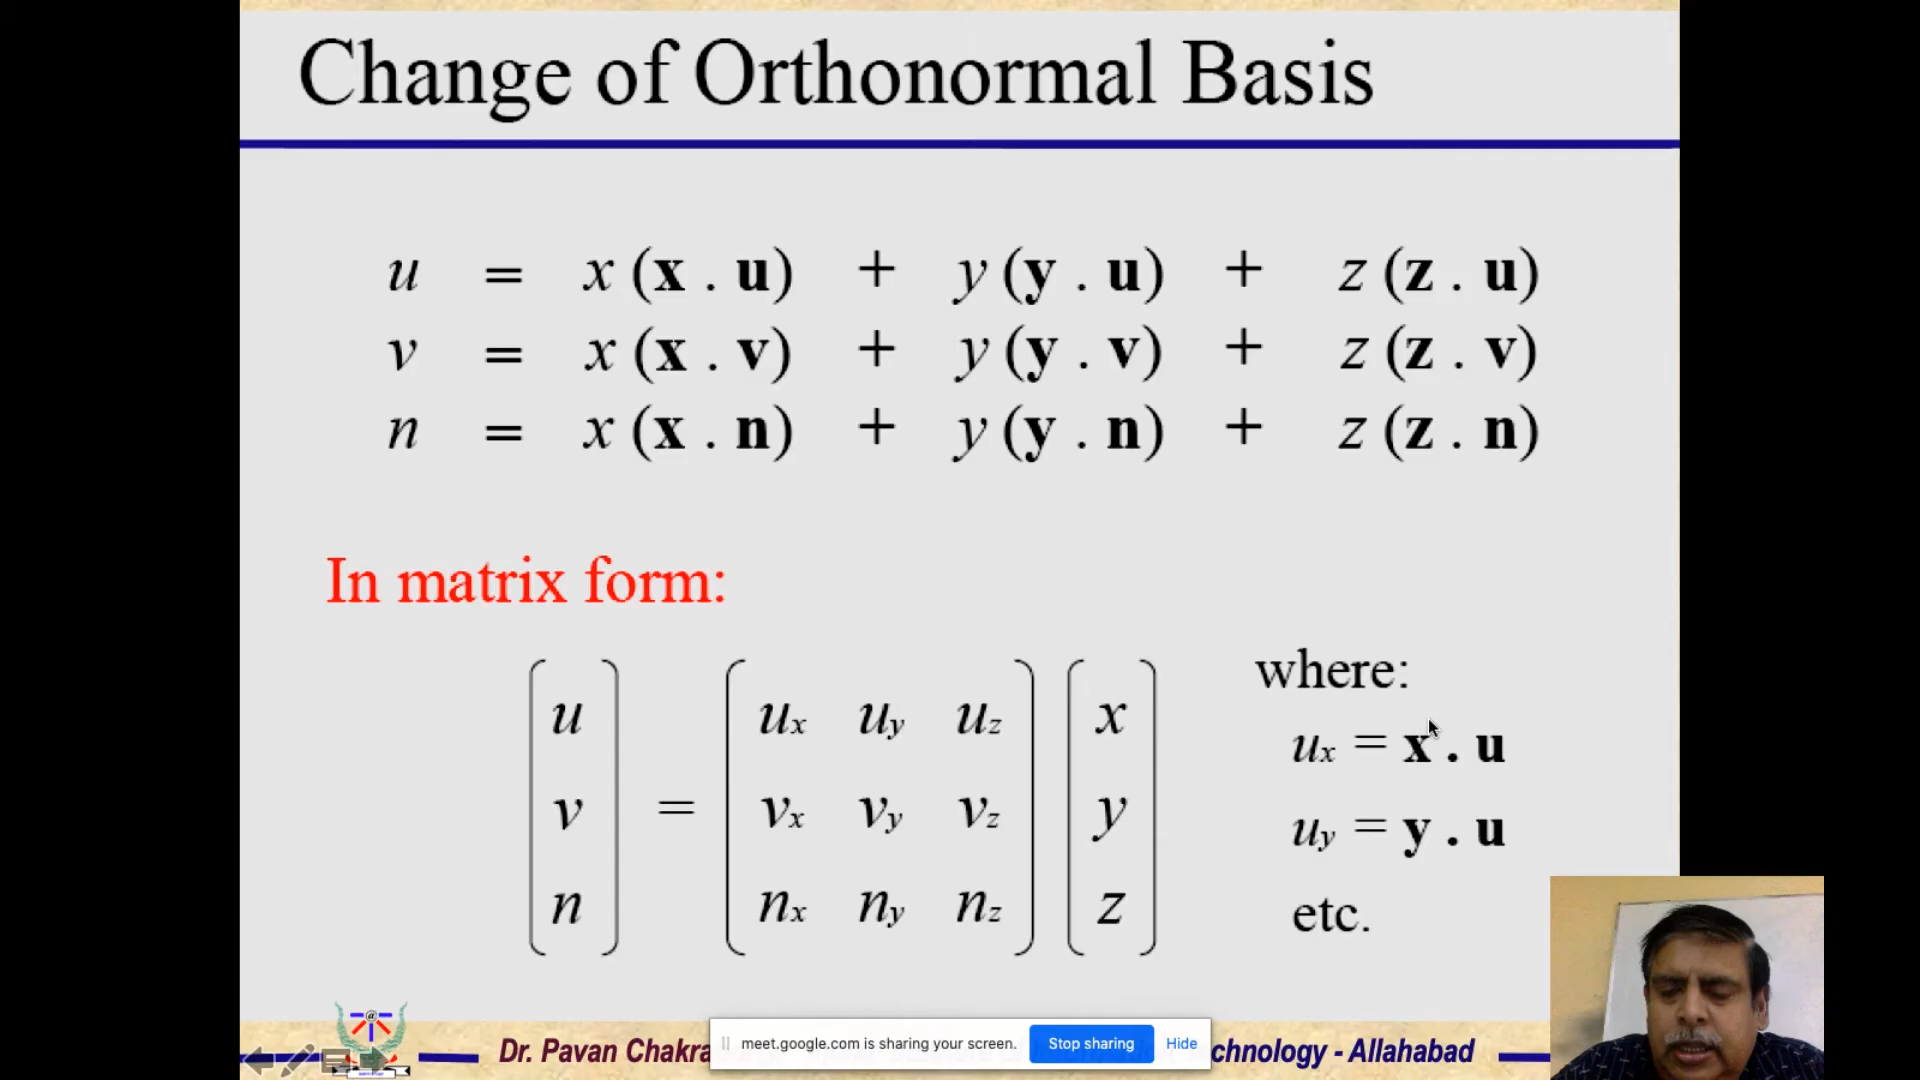 Change of Orthonormal Basis
u = x (x . u) + y (y . u) + z (z . u)
v = x (x . v) + y (y . v) + z (z . v)
n = x (x . n) + y (y . n) + z (z . n)
In matrix form:
u = ux uy uz x
v vx vy vz y
n nx ny nz z
where:
ux = x . u
uy = y . u
etc.
Dr. Pavan Chakra chnology - Allahabad
meet.google.com is sharing your screen. Stop sharing Hide